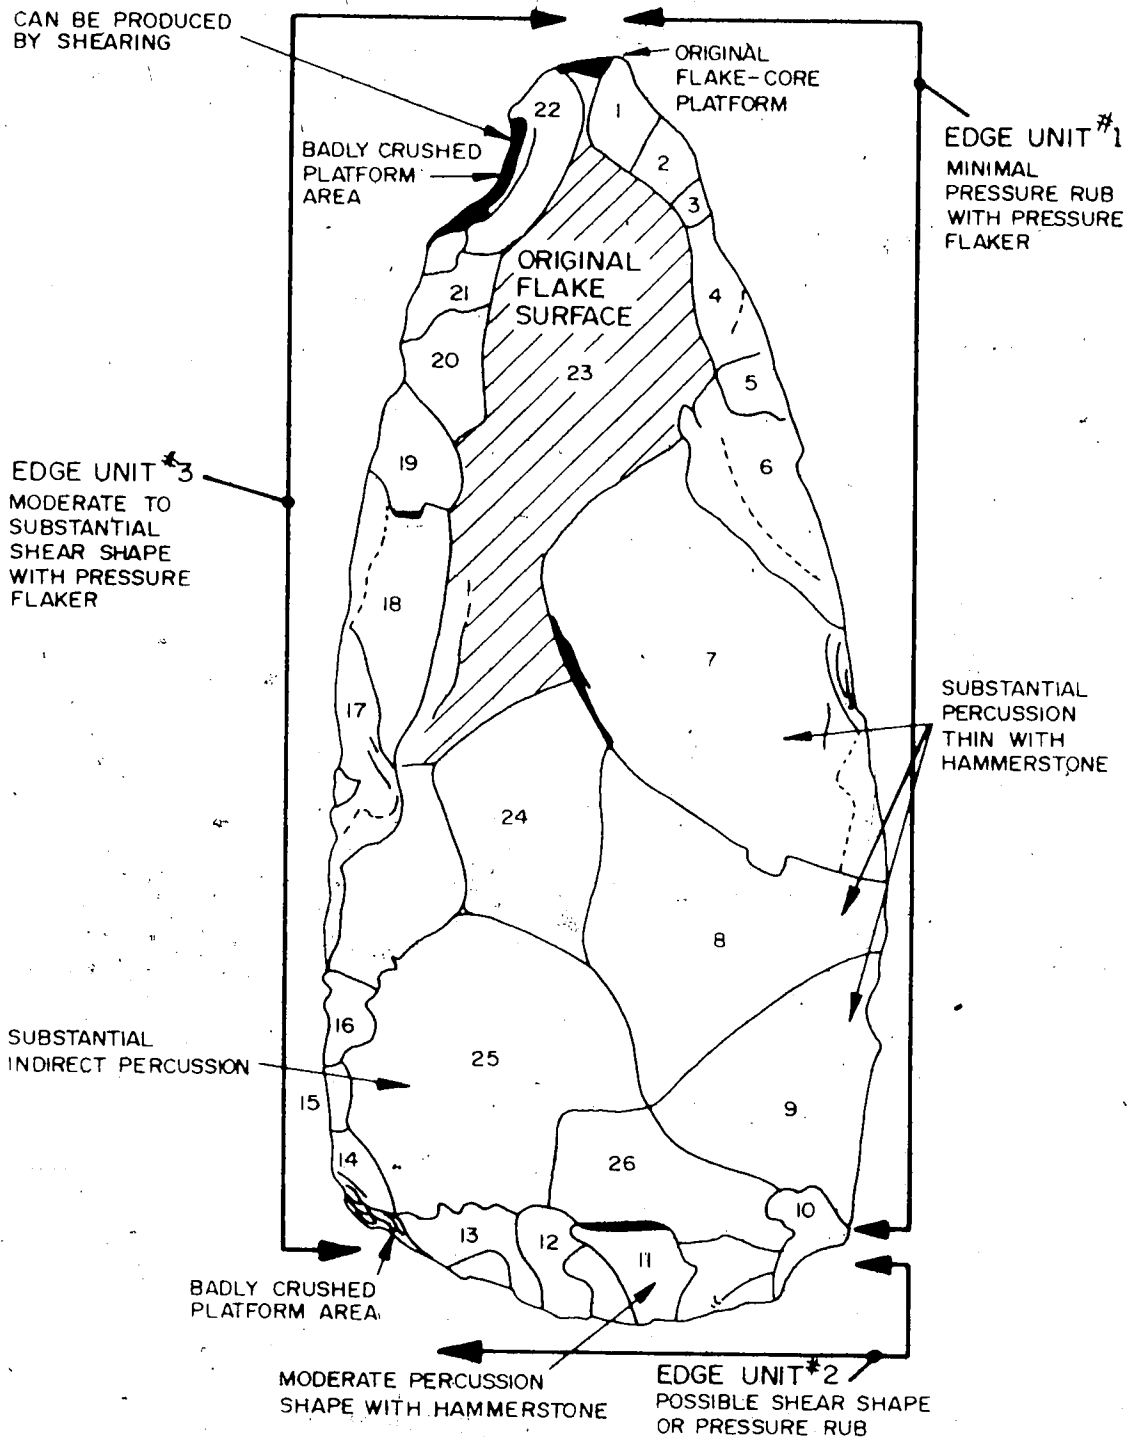 CAN BE PRODUCED
BY SHEARING
ORIGINAL
FLAKE-CORE
PLATFORM
22
1
EDGE UNIT #1
MINIMAL
PRESSURE RUB
WITH PRESSURE
FLAKER
BADLY CRUSHED
PLATFORM
AREA
2
3
ORIGINAL
FLAKE
SURFACE
21
4
20
23
5
19
6
EDGE UNIT #3
MODERATE TO
SUBSTANTIAL
SHEAR SHAPE
WITH PRESSURE
FLAKER
18
7
17
SUBSTANTIAL
PERCUSSION
THIN WITH
HAMMERSTONE
24
8
16
SUBSTANTIAL
INDIRECT PERCUSSION
25
15
9
14
26
10
13
12
11
BADLY CRUSHED
PLATFORM AREA
MODERATE PERCUSSION
SHAPE WITH HAMMERSTONE
EDGE UNIT #2
POSSIBLE SHEAR SHAPE
OR PRESSURE RUB